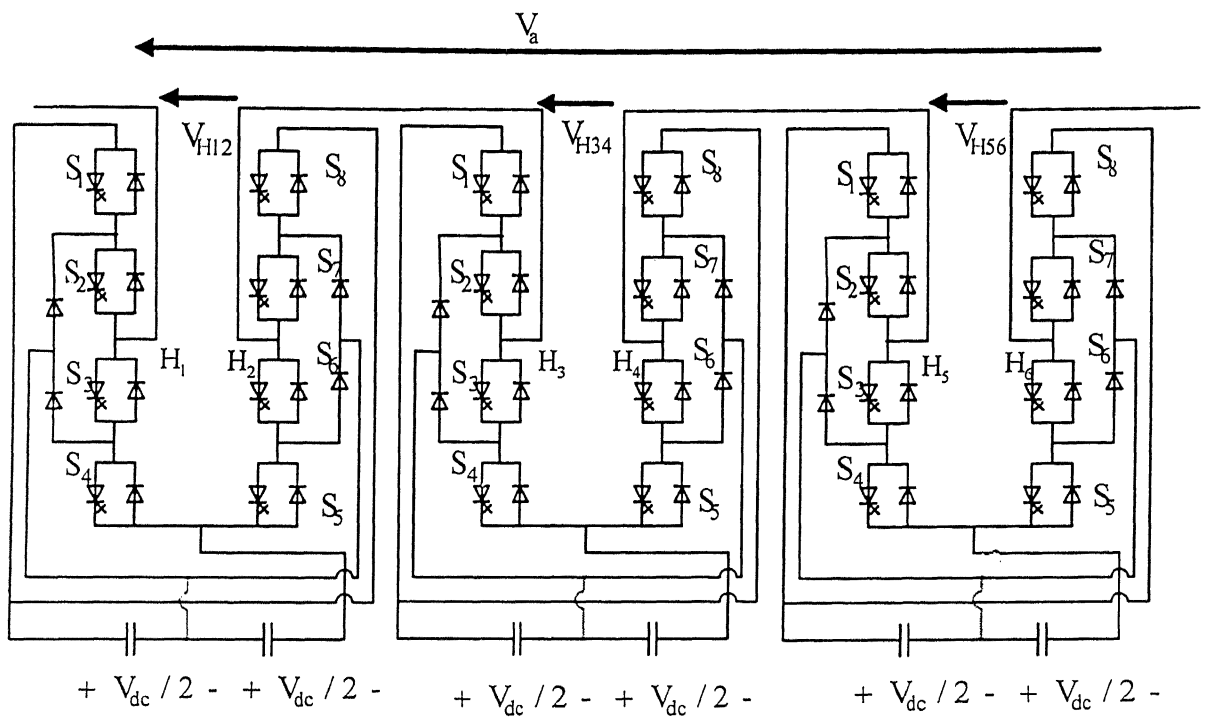 V_a
V_H12 V_H34 V_H56
S_1 S_8 S_1 S_8 S_1 S_8
S_2 S_7 S_2 S_7 S_2 S_7
S_3 H_1 H_2 S_6 S_3 H_3 H_4 S_6 S_3 H_5 H_6 S_6
S_4 S_5 S_4 S_5 S_4 S_5
+ V_dc / 2 - + V_dc / 2 - + V_dc / 2 - + V_dc / 2 - + V_dc / 2 - + V_dc / 2 -